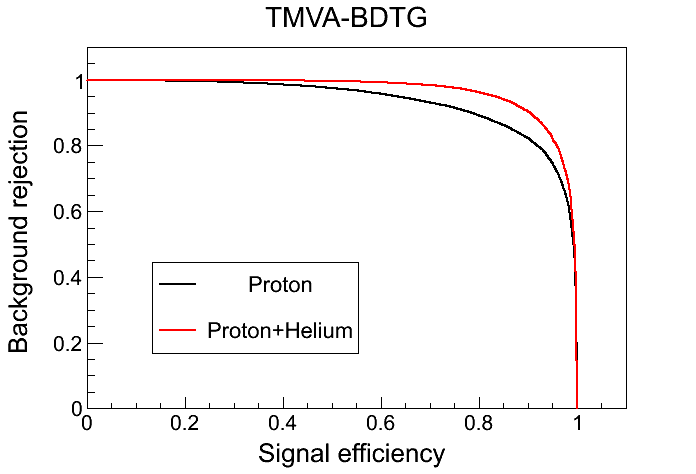 TMVA-BDTG
Background rejection
1
0.8
0.6
0.4
0.2
0
Proton
Proton+Helium
0 0.2 0.4 0.6 0.8 1
Signal efficiency